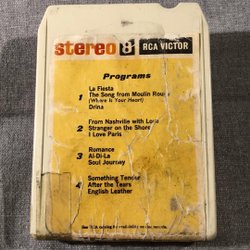 stereo 8 RCA VICTOR
Programs
La Fiesta
1 The Song from Moulin Rouge
(Where Is Your Heart)
Drina
From Nashville with Love
2 Stranger on the Shore
I Love Paris
Romance
3 Al-Di-La
Soul Journey
Something Tender
4 After the Tears
English Leather